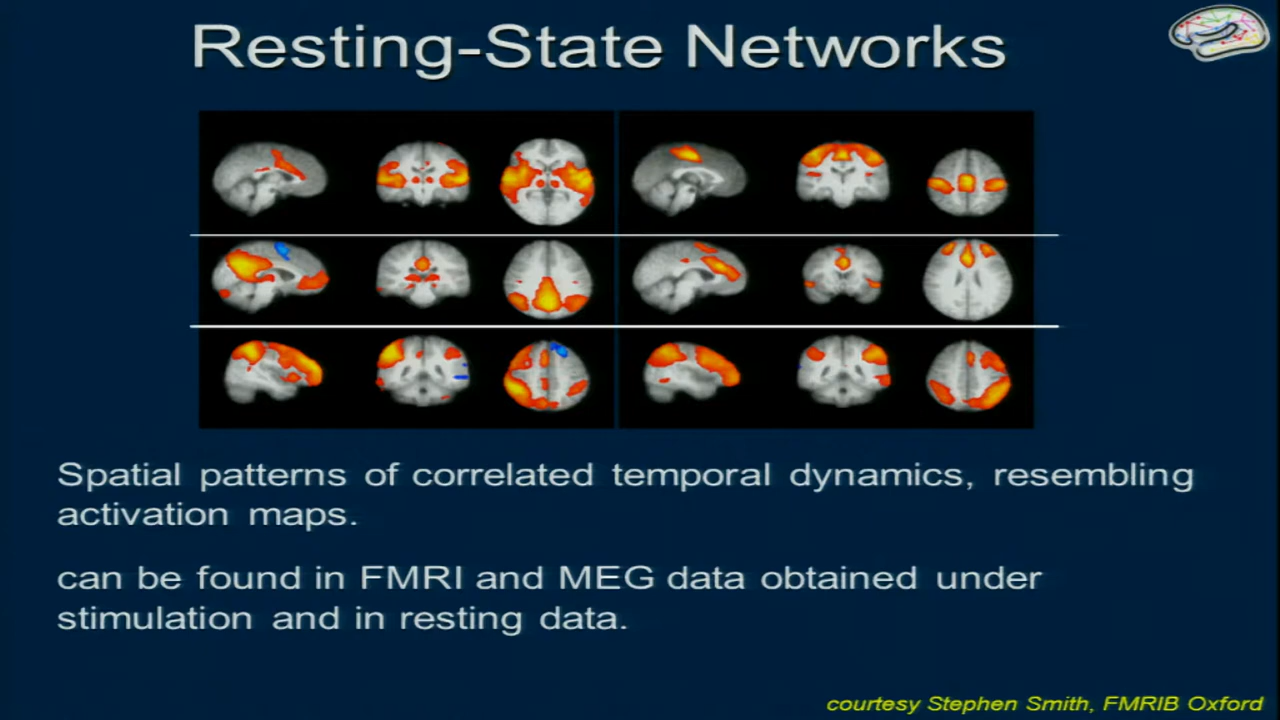 Resting-State Networks
Spatial patterns of correlated temporal dynamics, resembling
activation maps.
can be found in FMRI and MEG data obtained under
stimulation and in resting data.
courtesy Stephen Smith, FMRIB Oxford